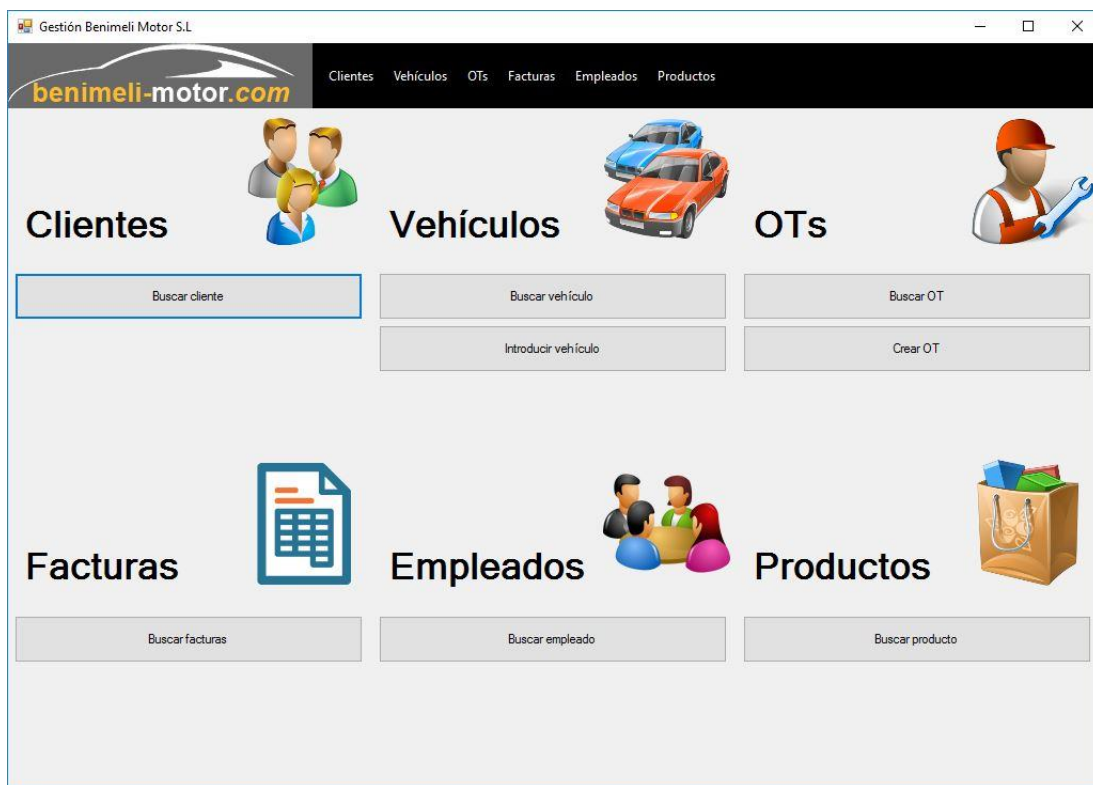 Gestión Benimeli Motor S.L
benimeli-motor.com
Clientes Vehículos OTs Facturas Empleados Productos
Clientes
Vehículos
OTs
Buscar cliente
Buscar vehículo
Buscar OT
Introducir vehículo
Crear OT
Facturas
Empleados
Productos
Buscar facturas
Buscar empleado
Buscar producto